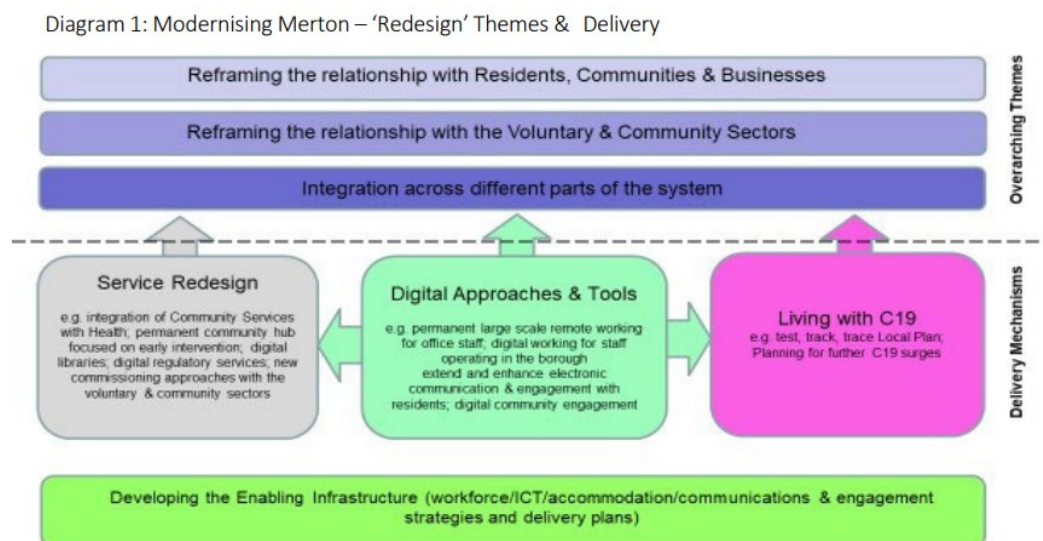 Diagram 1: Modernising Merton – ‘Redesign’ Themes & Delivery
Reframing the relationship with Residents, Communities & Businesses
Reframing the relationship with the Voluntary & Community Sectors
Integration across different parts of the system
Overarching Themes
Service Redesign
e.g. integration of Community Services
with Health; permanent community hub
focused on early intervention; digital
libraries; digital regulatory services; new
commissioning approaches with the
voluntary & community sectors
Digital Approaches & Tools
e.g. permanent large scale remote working
for office staff; digital working for staff
operating in the borough
extend and enhance electronic
communication & engagement with
residents; digital community engagement
Living with C19
e.g. test, track, trace Local Plan;
Planning for further C19 surges
Delivery Mechanisms
Developing the Enabling Infrastructure (workforce/ICT/accommodation/communications & engagement
strategies and delivery plans)